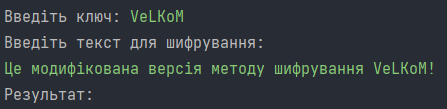 Введіть ключ: VeLKoM
Введіть текст для шифрування:
Це модифікована версія методу шифрування VeLKoM!
Результат: